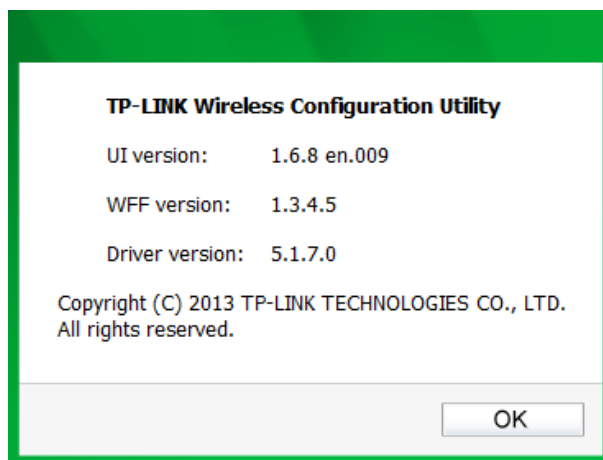 TP-LINK Wireless Configuration Utility
UI version: 1.6.8 en.009
WFF version: 1.3.4.5
Driver version: 5.1.7.0
Copyright (C) 2013 TP-LINK TECHNOLOGIES CO., LTD.
All rights reserved.
OK